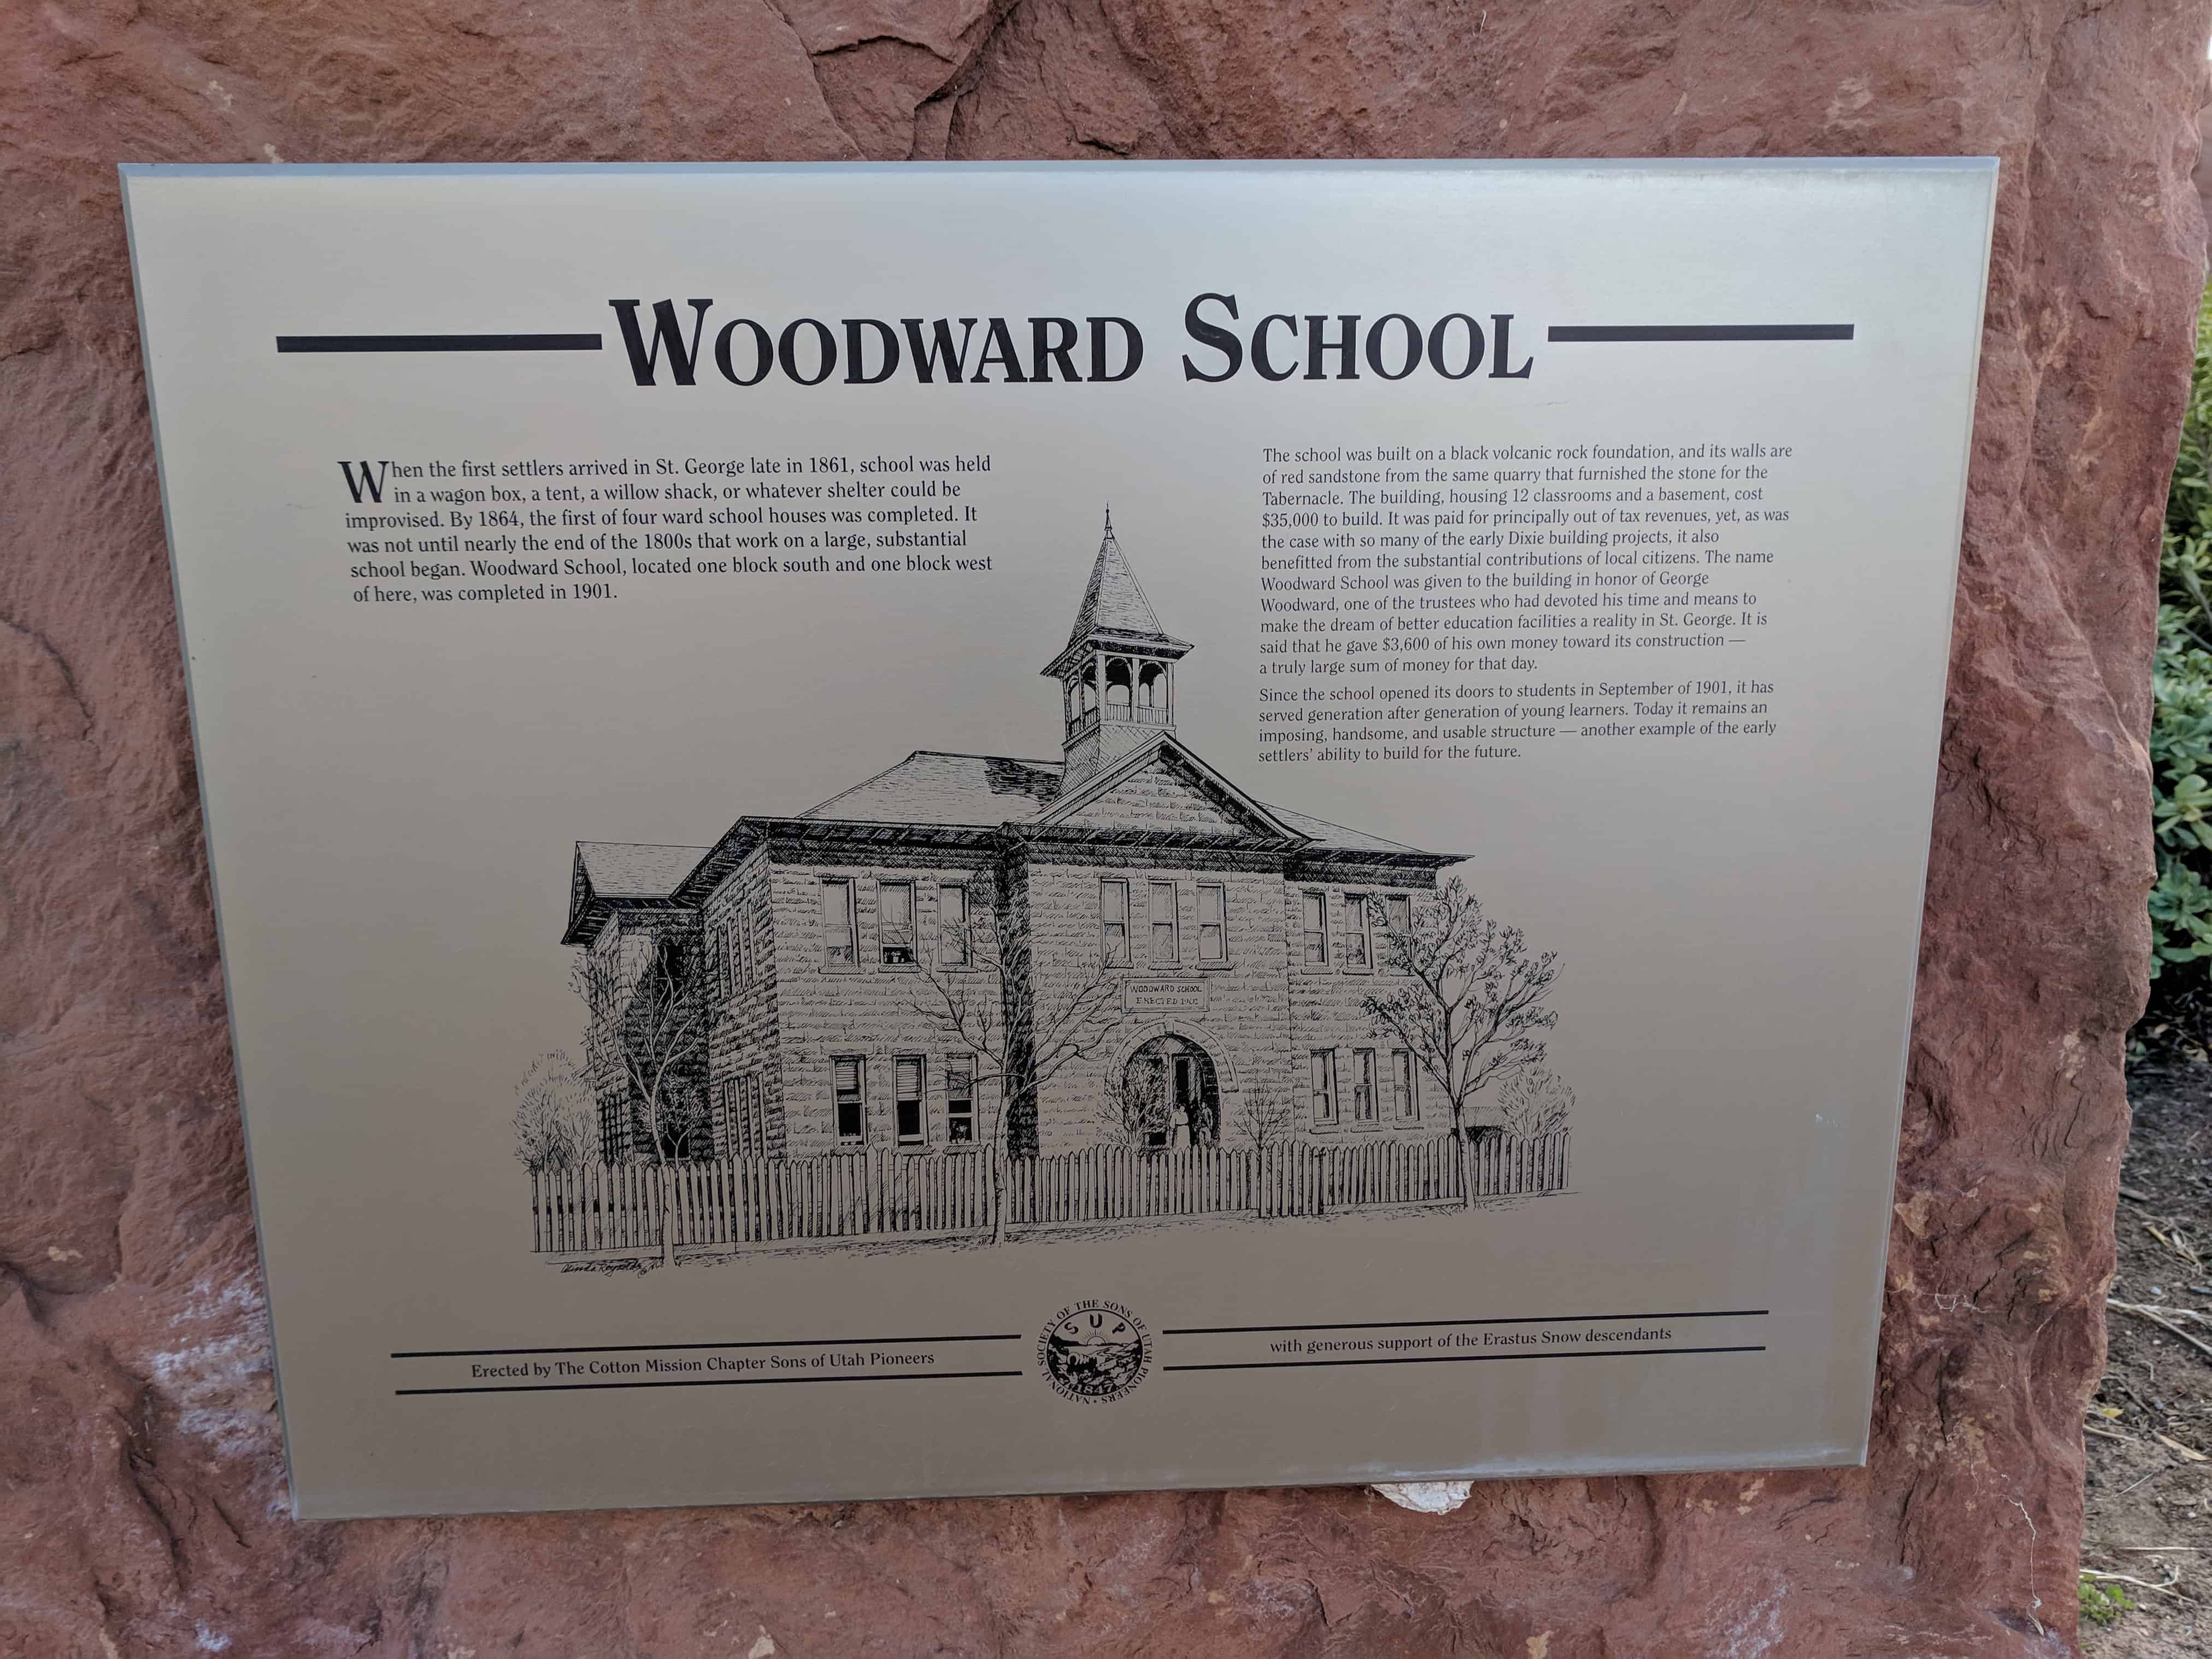 WOODWARD SCHOOL
When the first settlers arrived in St. George late in 1861, school was held
in a wagon box, a tent, a willow shack, or whatever shelter could be
improvised. By 1864, the first of four ward school houses was completed. It
was not until nearly the end of the 1800s that work on a large, substantial
school began. Woodward School, located one block south and one block west
of here, was completed in 1901.
The school was built on a black volcanic rock foundation, and its walls are
of red sandstone from the same quarry that furnished the stone for the
Tabernacle. The building, housing 12 classrooms and a basement, cost
$35,000 to build. It was paid for principally out of tax revenues, yet, as was
the case with so many of the early Dixie building projects, it also
benefitted from the substantial contributions of local citizens. The name
Woodward School was given to the building in honor of George
Woodward, one of the trustees who had devoted his time and means to
make the dream of better education facilities a reality in St. George. It is
said that he gave $3,600 of his own money toward its construction —
a truly large sum of money for that day.
Since the school opened its doors to students in September of 1901, it has
served generation after generation of young learners. Today it remains an
imposing, handsome, and usable structure — another example of the early
settlers' ability to build for the future.
WOODWARD SCHOOL
ERECTED
Erected by The Cotton Mission Chapter Sons of Utah Pioneers
NATIONAL SOCIETY OF THE SONS OF UTAH PIONEERS
SUP
1847
with generous support of the Erastus Snow descendants